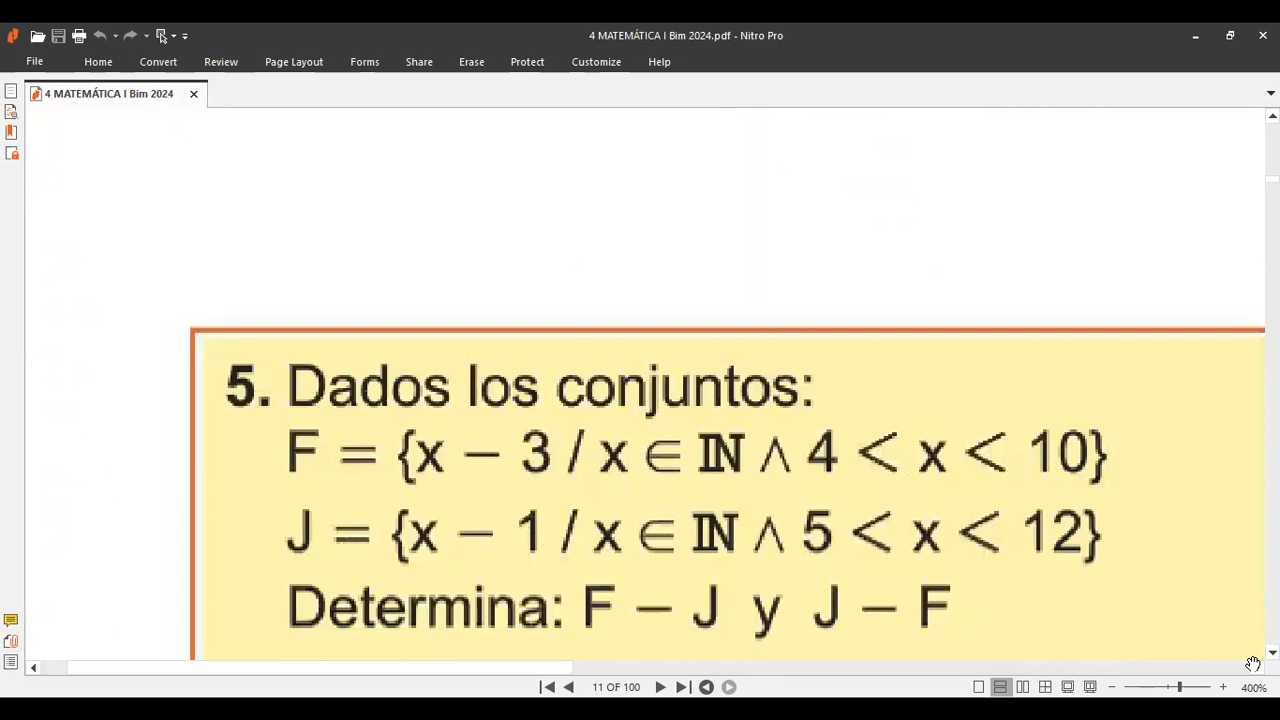 4 MATEMÁTICA I Bim 2024.pdf - Nitro Pro
File Home Convert Review Page Layout Forms Share Erase Protect Customize Help
4 MATEMÁTICA I Bim 2024
5. Dados los conjuntos:
F = {x − 3 / x ∈ ℕ ∧ 4 < x < 10}
J = {x − 1 / x ∈ ℕ ∧ 5 < x < 12}
Determina: F − J y J − F
11 OF 100
400%